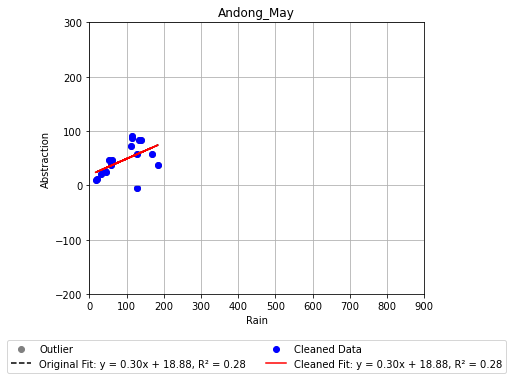 Andong_May
300
200
100
0
−100
−200
Abstraction
0 100 200 300 400 500 600 700 800 900
Rain
Outlier
Original Fit: y = 0.30x + 18.88, R² = 0.28
Cleaned Data
Cleaned Fit: y = 0.30x + 18.88, R² = 0.28